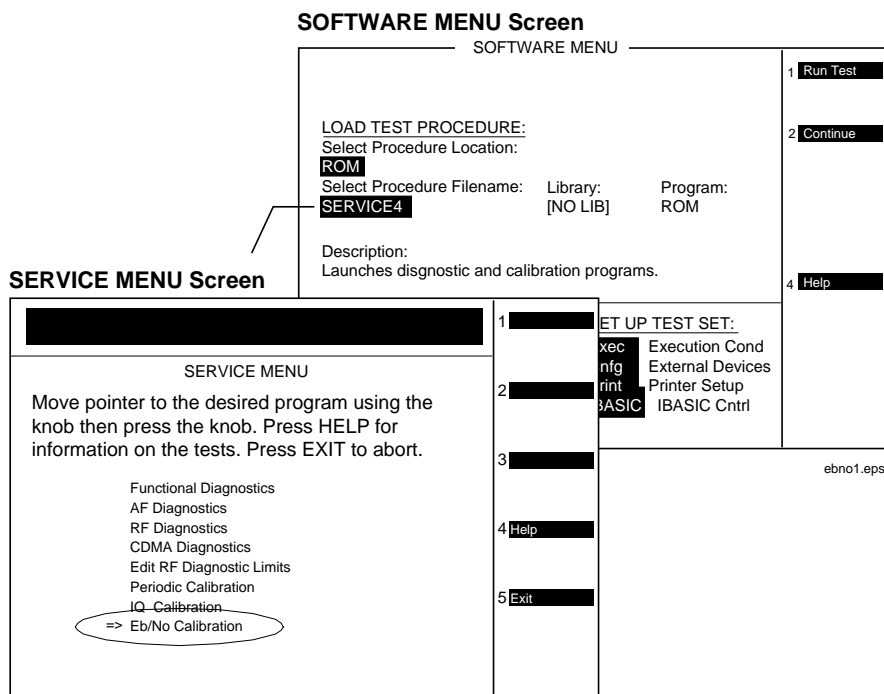 SOFTWARE MENU Screen
SOFTWARE MENU
1 Run Test
2 Continue
LOAD TEST PROCEDURE:
Select Procedure Location:
ROM
Select Procedure Filename: Library: Program:
SERVICE4 [NO LIB] ROM
Description:
Launches disgnostic and calibration programs.
4 Help
ET UP TEST SET:
xec Execution Cond
nfg External Devices
rint Printer Setup
BASIC IBASIC Cntrl
ebno1.eps
SERVICE MENU Screen
SERVICE MENU
Move pointer to the desired program using the
knob then press the knob. Press HELP for
information on the tests. Press EXIT to abort.
Functional Diagnostics
AF Diagnostics
RF Diagnostics
CDMA Diagnostics
Edit RF Diagnostic Limits
Periodic Calibration
IQ Calibration
=> Eb/No Calibration
1
2
3
4 Help
5 Exit